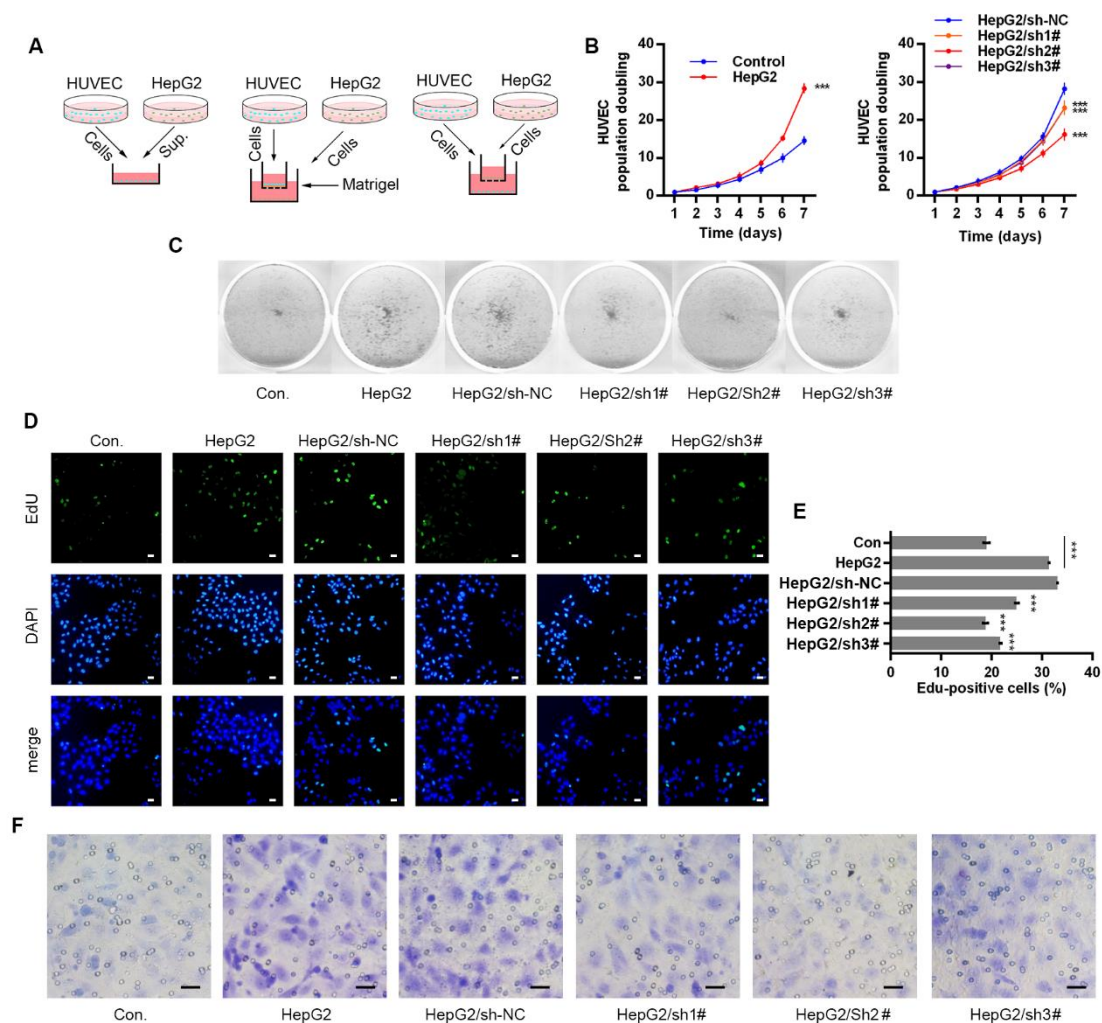 A
HUVEC HepG2
Cells Sup.
HUVEC HepG2
Cells Cells
Matrigel
HUVEC HepG2
Cells Cells
B
HUVEC
population doubling
40
30
20
10
0
Control
HepG2
***
1 2 3 4 5 6 7
Time (days)
HepG2/sh-NC
HepG2/sh1#
HepG2/sh2#
HepG2/sh3#
HUVEC
population doubling
40
30
20
10
0
***
***
***
1 2 3 4 5 6 7
Time (days)
C
Con. HepG2 HepG2/sh-NC HepG2/sh1# HepG2/Sh2# HepG2/sh3#
D
Con. HepG2 HepG2/sh-NC HepG2/sh1# HepG2/Sh2# HepG2/sh3#
EdU
DAPI
merge
E
Con
HepG2
***
HepG2/sh-NC
HepG2/sh1# ***
HepG2/sh2# ***
HepG2/sh3# ***
0 10 20 30 40
Edu-positive cells (%)
F
Con. HepG2 HepG2/sh-NC HepG2/sh1# HepG2/Sh2# HepG2/sh3#